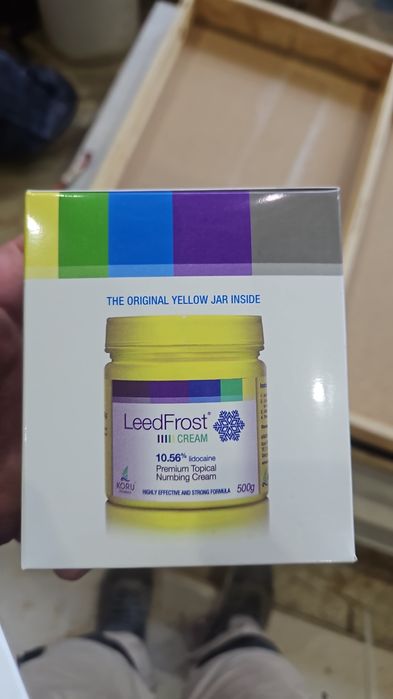 THE ORIGINAL YELLOW JAR INSIDE
LeedFrost®
CREAM
10.56% lidocaine
Premium Topical
Numbing Cream
KORU
HIGHLY EFFECTIVE AND STRONG FORMULA
500g